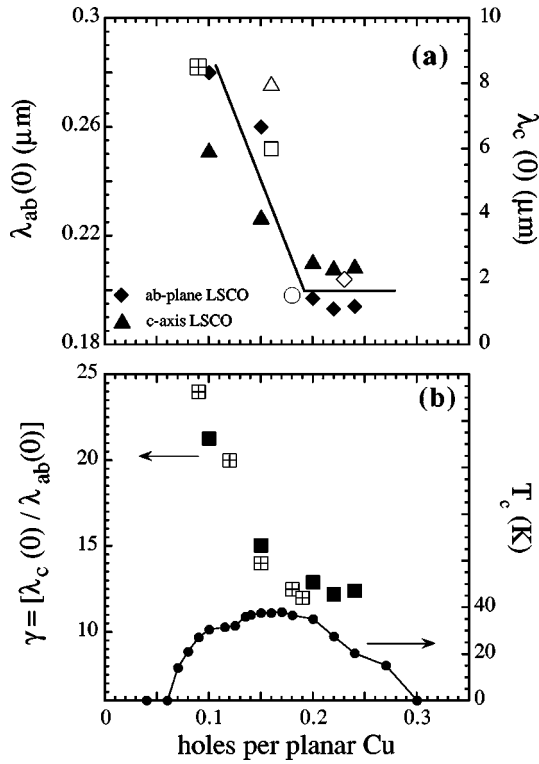 (a)
0.3
0.26
0.22
0.18
λab(0) (μm)
10
8
6
4
2
0
λc (0) (μm)
ab-plane LSCO
c-axis LSCO
(b)
25
20
15
10
γ = [λc (0) / λab(0)]
40
20
0
Tc (K)
0 0.1 0.2 0.3
holes per planar Cu